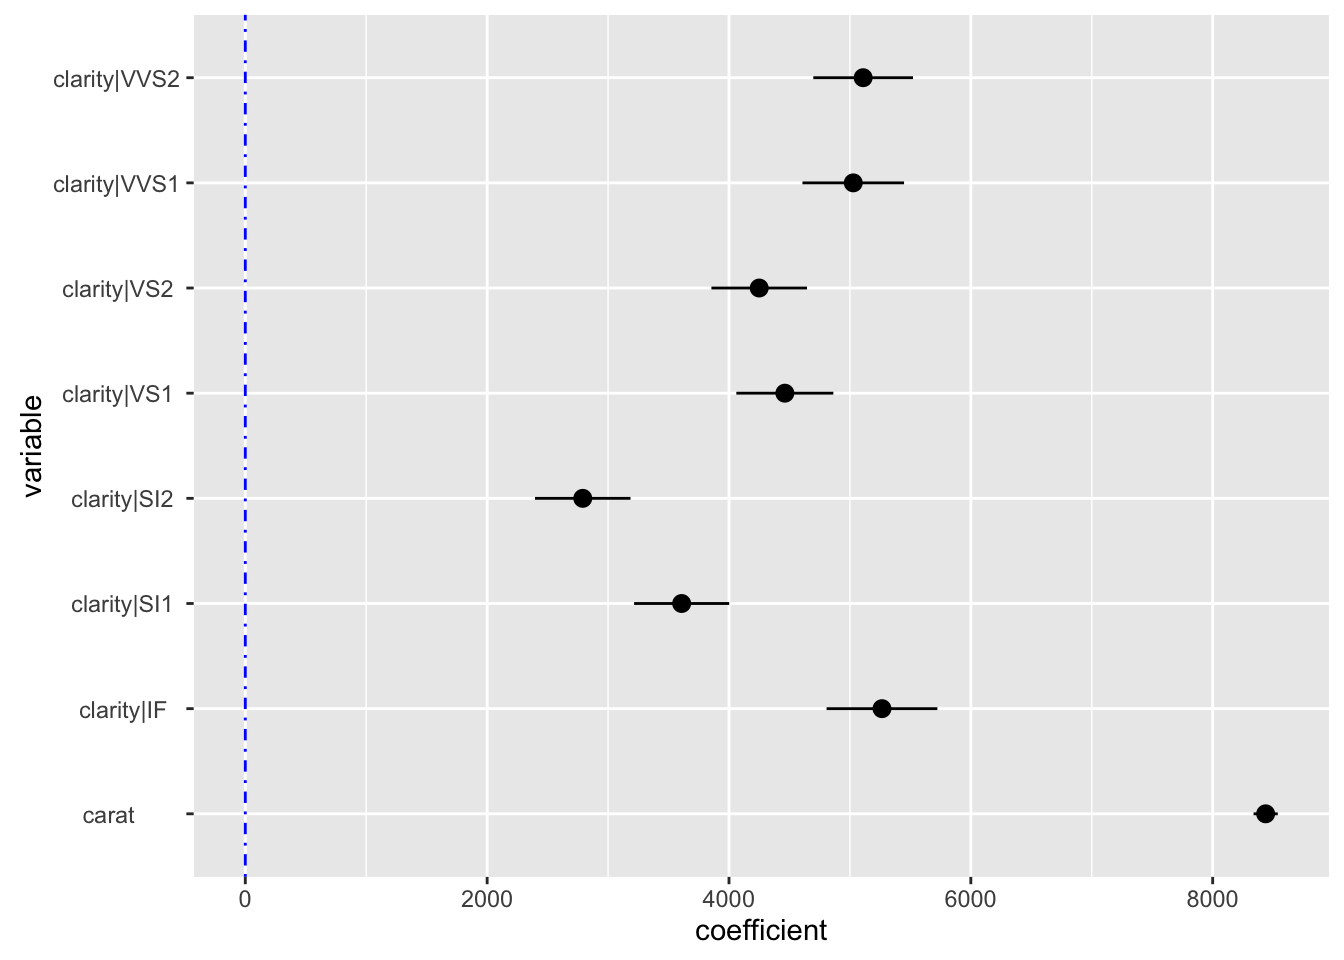 clarity|VVS2
clarity|VVS1
clarity|VS2
clarity|VS1
clarity|SI2
clarity|SI1
clarity|IF
carat
variable
0 2000 4000 6000 8000
coefficient